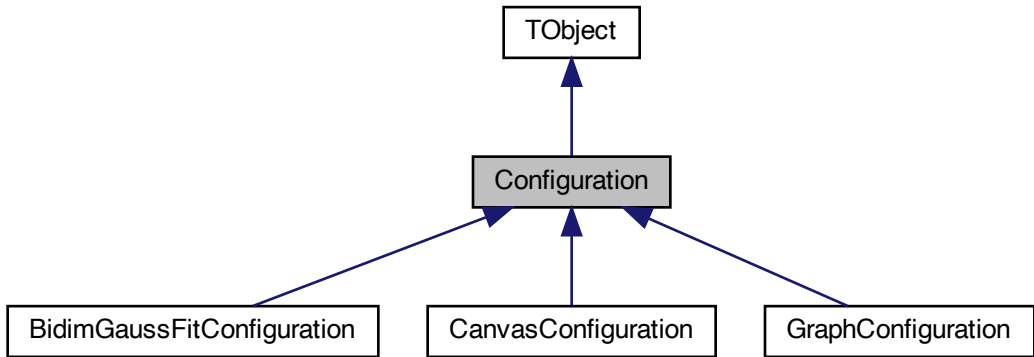 TObject
Configuration
BidimGaussFitConfiguration
CanvasConfiguration
GraphConfiguration